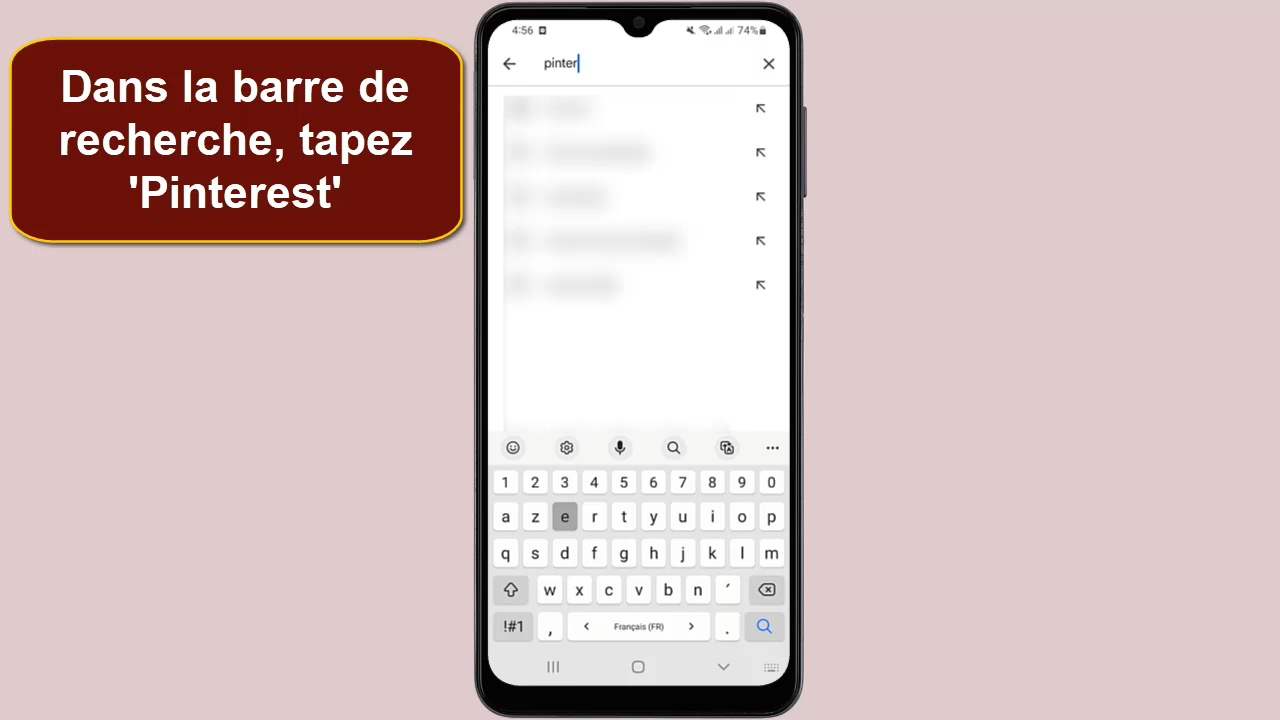 Dans la barre de
recherche, tapez
'Pinterest'
4:56
74%
pinter
1 2 3 4 5 6 7 8 9 0
a z e r t y u i o p
q s d f g h j k l m
w x c v b n ´
!#1 , < Français (FR) > .